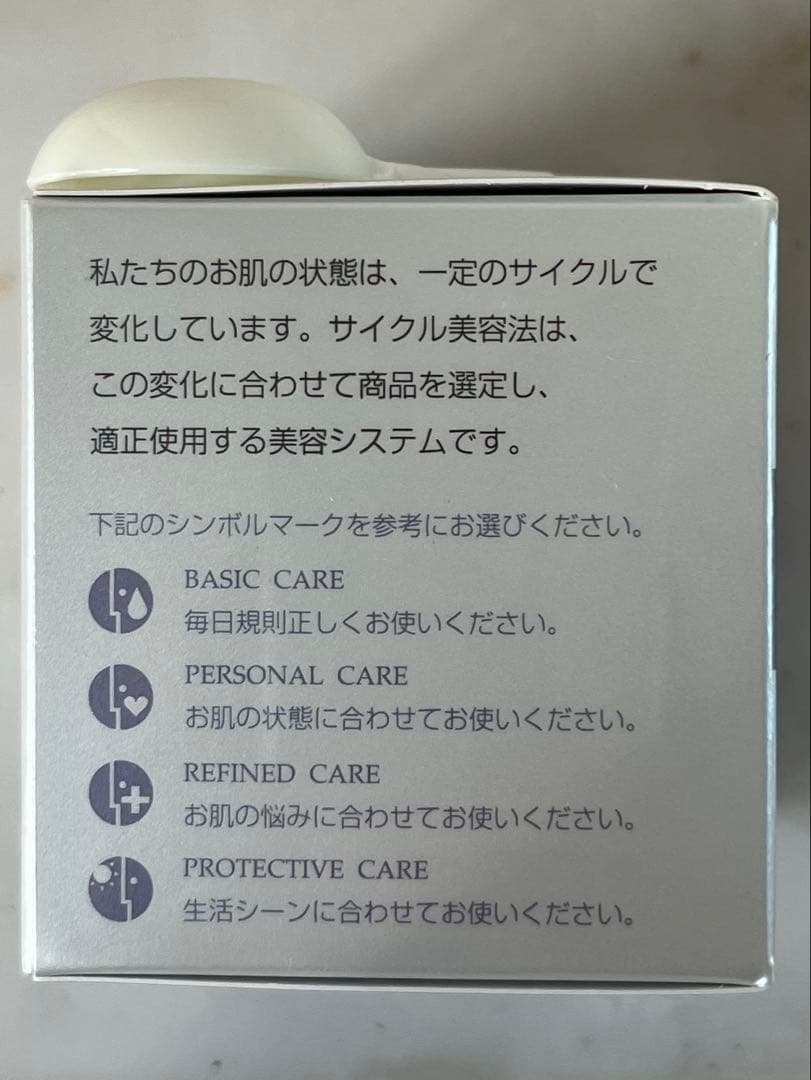 私たちのお肌の状態は、一定のサイクルで
変化しています。サイクル美容法は、
この変化に合わせて商品を選定し、
適正使用する美容システムです。
下記のシンボルマークを参考にお選びください。
BASIC CARE
毎日規則正しくお使いください。
PERSONAL CARE
お肌の状態に合わせてお使いください。
REFINED CARE
お肌の悩みに合わせてお使いください。
PROTECTIVE CARE
生活シーンに合わせてお使いください。